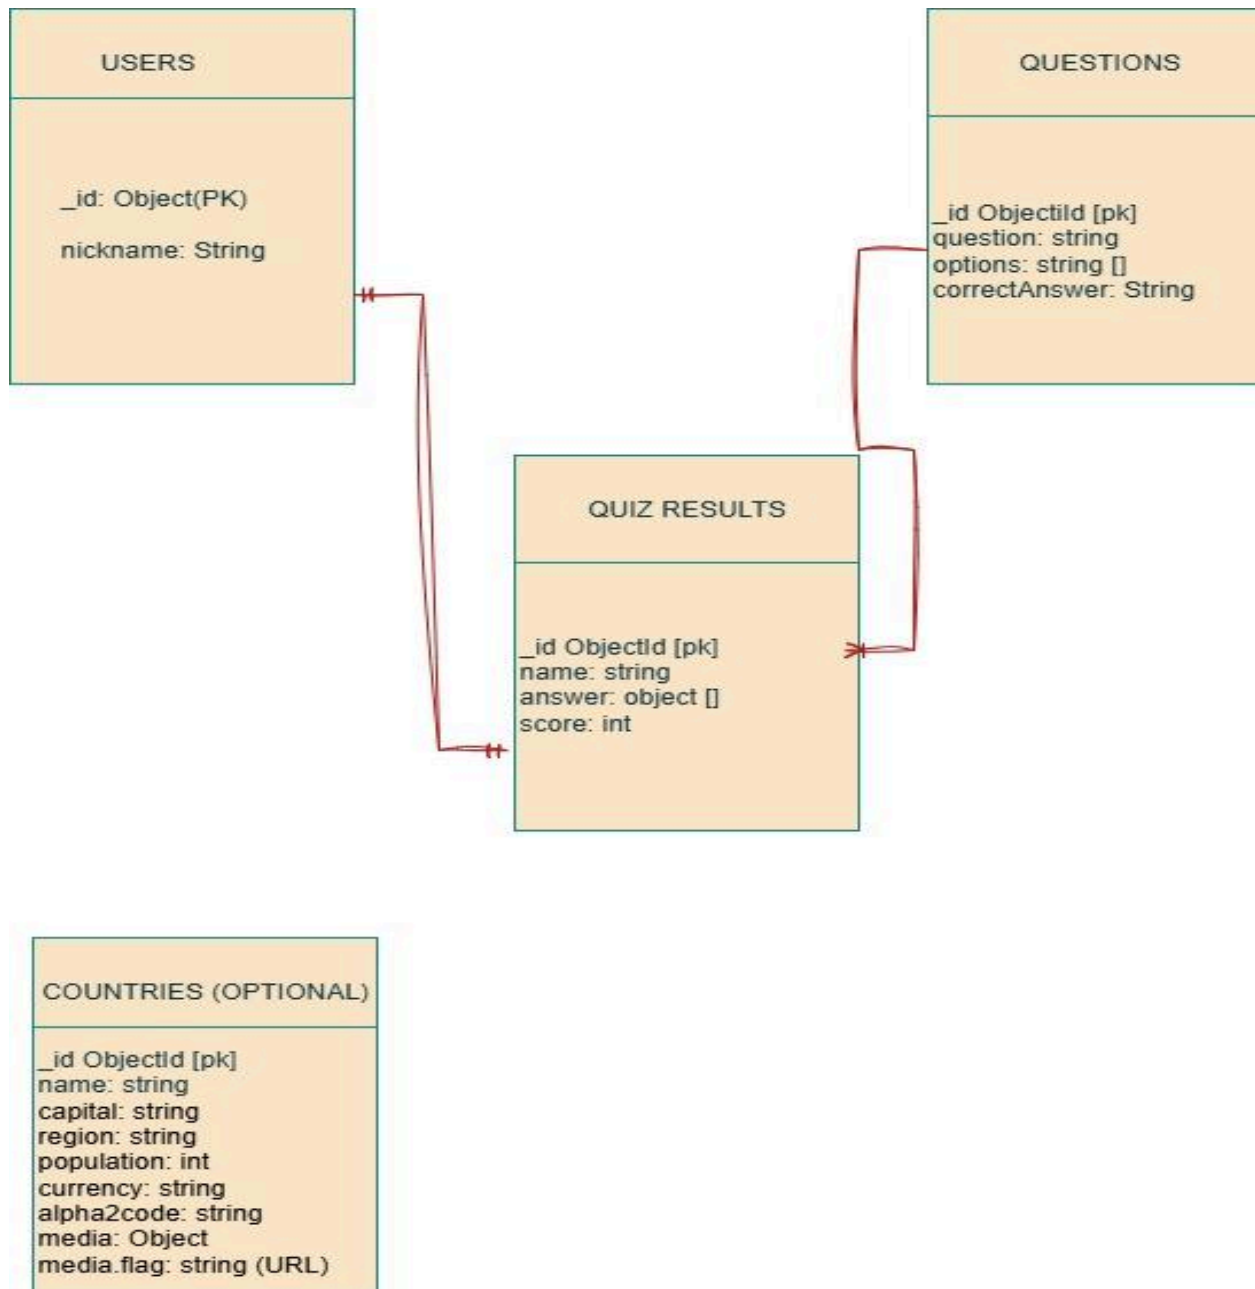 USERS
_id: Object(PK)
nickname: String
QUESTIONS
_id ObjectiId [pk]
question: string
options: string []
correctAnswer: String
QUIZ RESULTS
_id ObjectId [pk]
name: string
answer: object []
score: int
COUNTRIES (OPTIONAL)
_id ObjectId [pk]
name: string
capital: string
region: string
population: int
currency: string
alpha2code: string
media: Object
media.flag: string (URL)